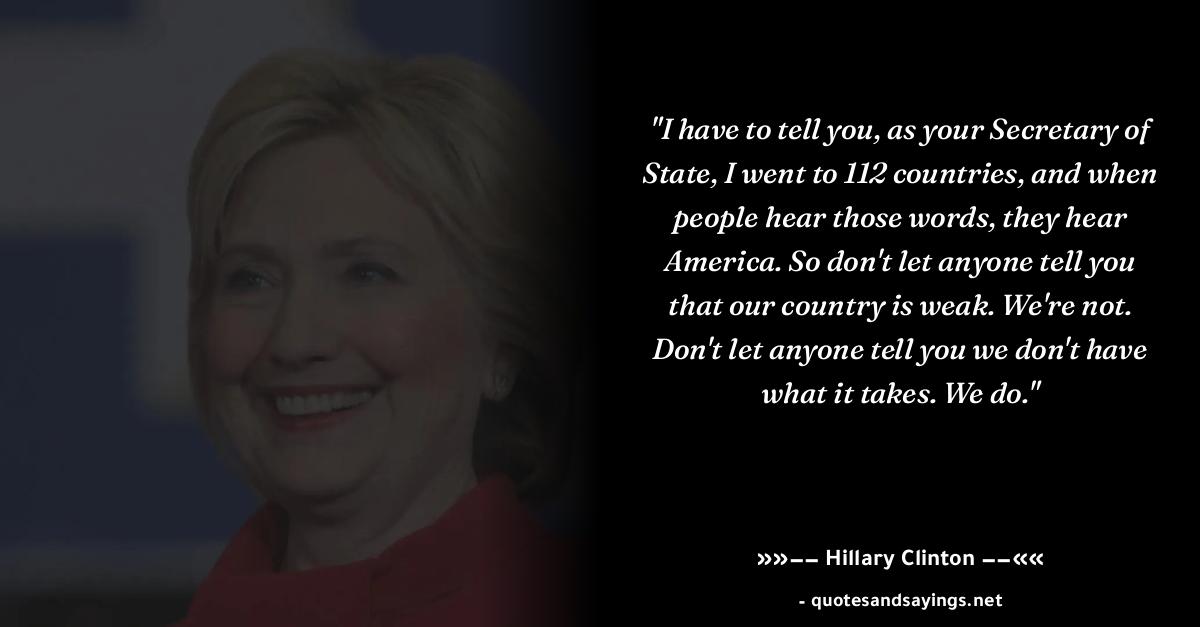 "I have to tell you, as your Secretary of
State, I went to 112 countries, and when
people hear those words, they hear
America. So don't let anyone tell you
that our country is weak. We're not.
Don't let anyone tell you we don't have
what it takes. We do."
»»−− Hillary Clinton −−««
- quotesandsayings.net